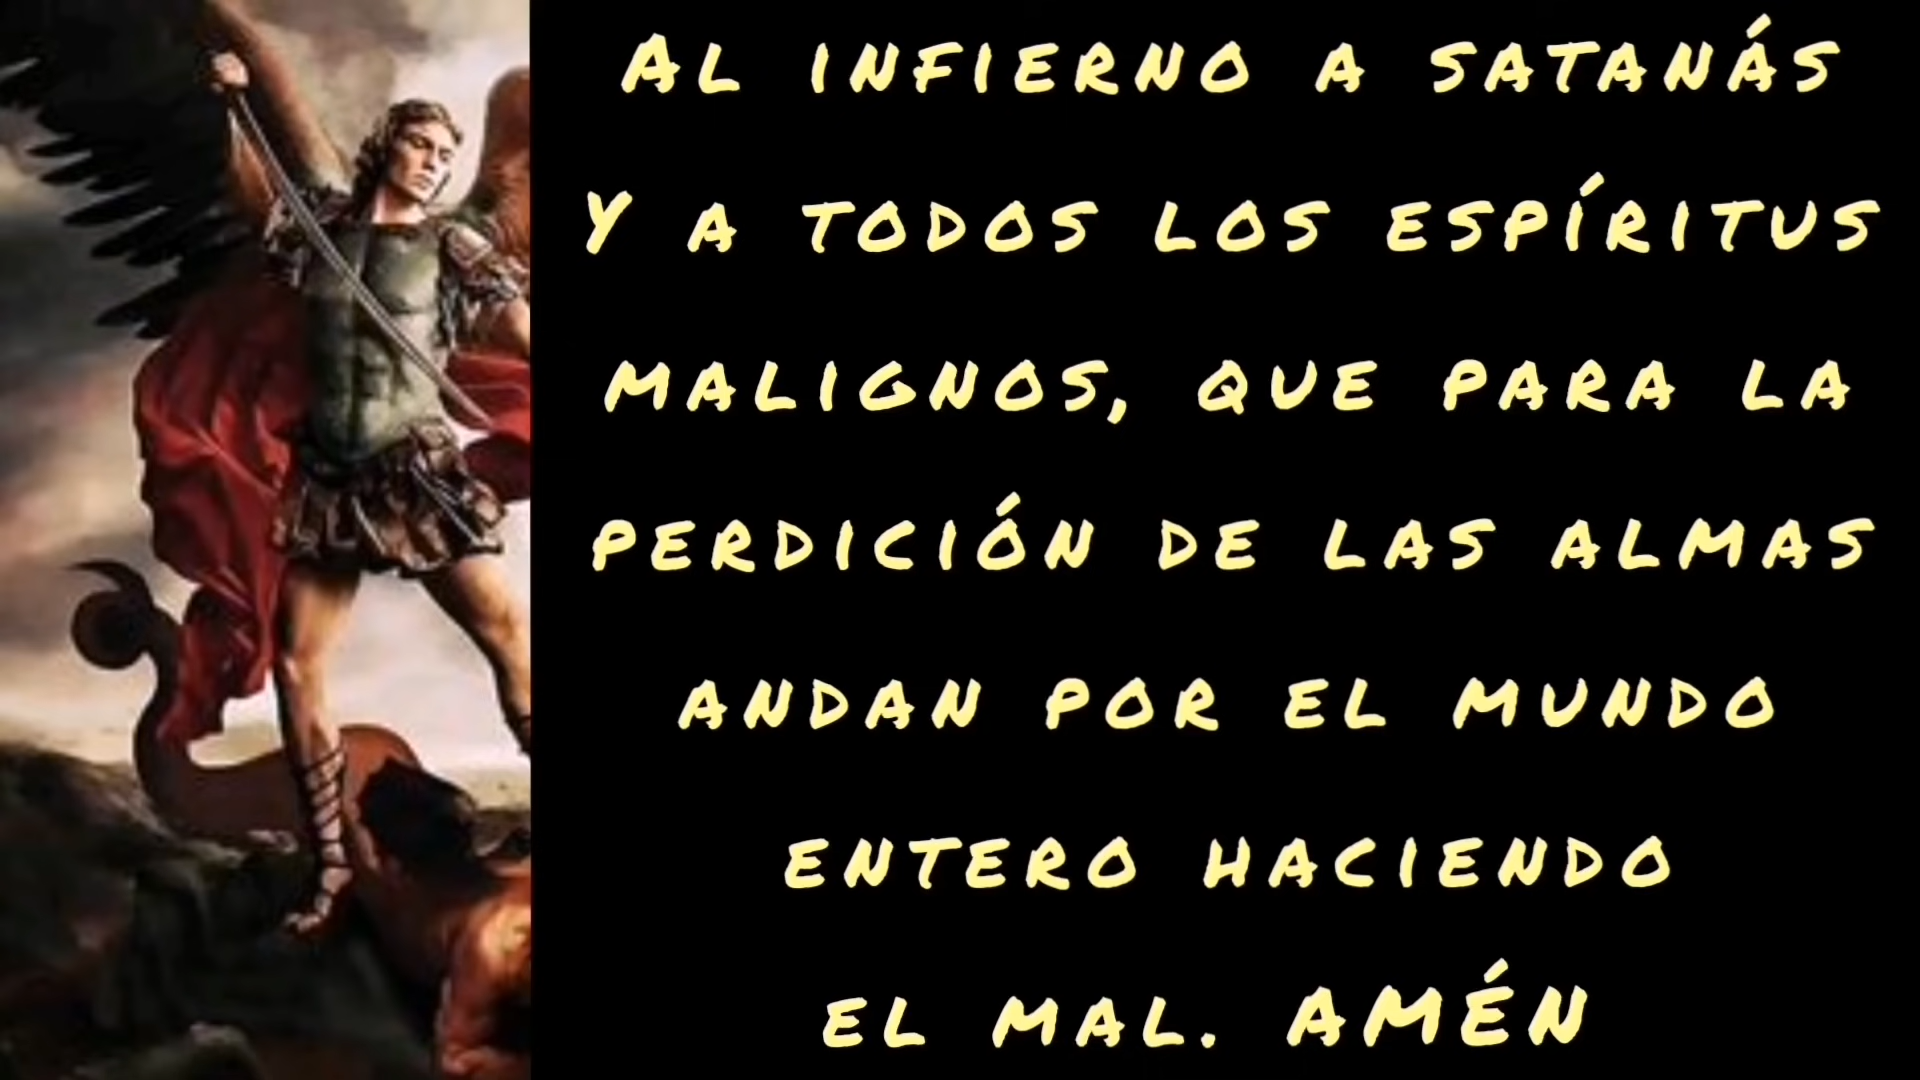 Al infierno a satanás
Y a todos los espíritus
malignos, que para la
perdición de las almas
andan por el mundo
entero haciendo
el mal. AMÉN